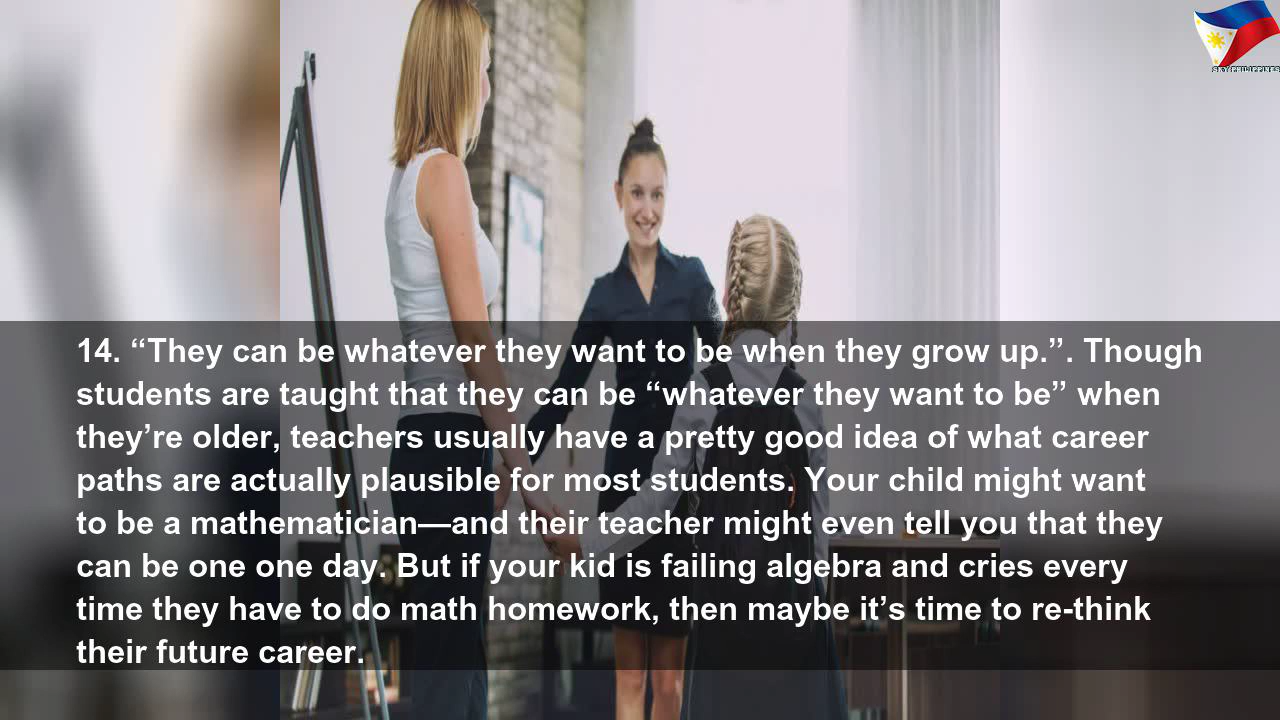 SKYPHILIPPINES
14. “They can be whatever they want to be when they grow up.”. Though
students are taught that they can be “whatever they want to be” when
they’re older, teachers usually have a pretty good idea of what career
paths are actually plausible for most students. Your child might want
to be a mathematician—and their teacher might even tell you that they
can be one one day. But if your kid is failing algebra and cries every
time they have to do math homework, then maybe it’s time to re-think
their future career.